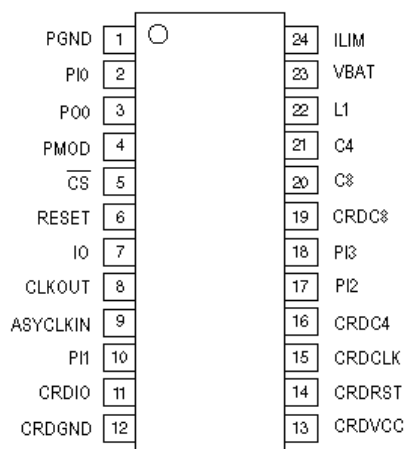 PGND 1 24 ILIM
PI0 2 23 VBAT
PO0 3 22 L1
PMOD 4 21 C4
CS 5 20 C8
RESET 6 19 CRDC8
IO 7 18 PI3
CLKOUT 8 17 PI2
ASYCLKIN 9 16 CRDC4
PI1 10 15 CRDCLK
CRDIO 11 14 CRDRST
CRDGND 12 13 CRDVCC